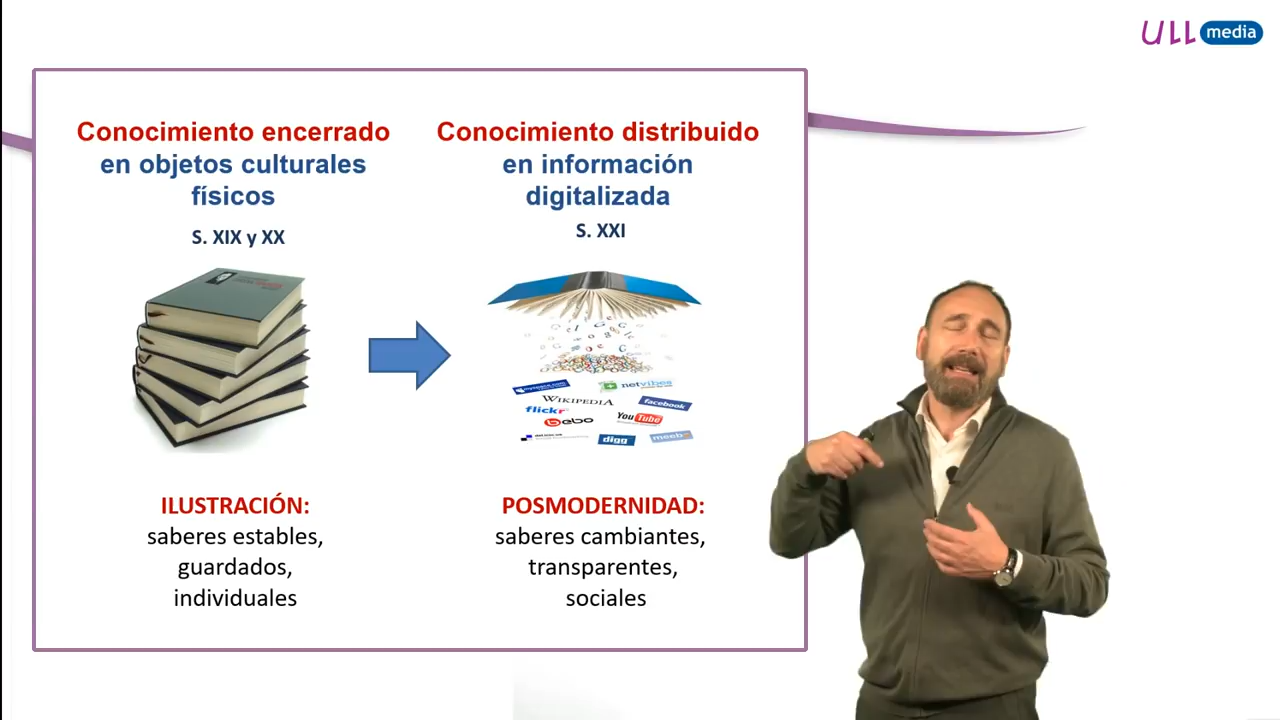 ULL media
Conocimiento encerrado
en objetos culturales
físicos
S. XIX y XX
Conocimiento distribuido
en información
digitalizada
S. XXI
netvibes
WIKIPEDIA
facebook
flickr
bebo
YouTube
digg
meebo
ILUSTRACIÓN:
saberes estables,
guardados,
individuales
POSMODERNIDAD:
saberes cambiantes,
transparentes,
sociales